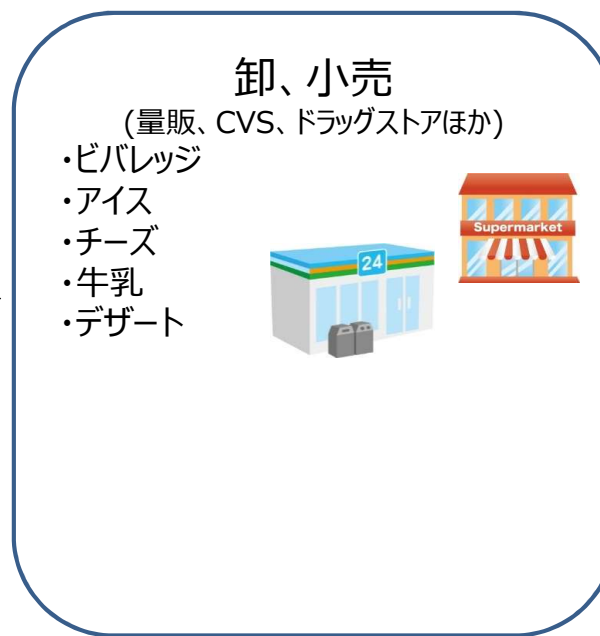 卸、小売
(量販、CVS、ドラッグストアほか)
・ビバレッジ
・アイス
・チーズ
・牛乳
・デザート
Supermarket
24